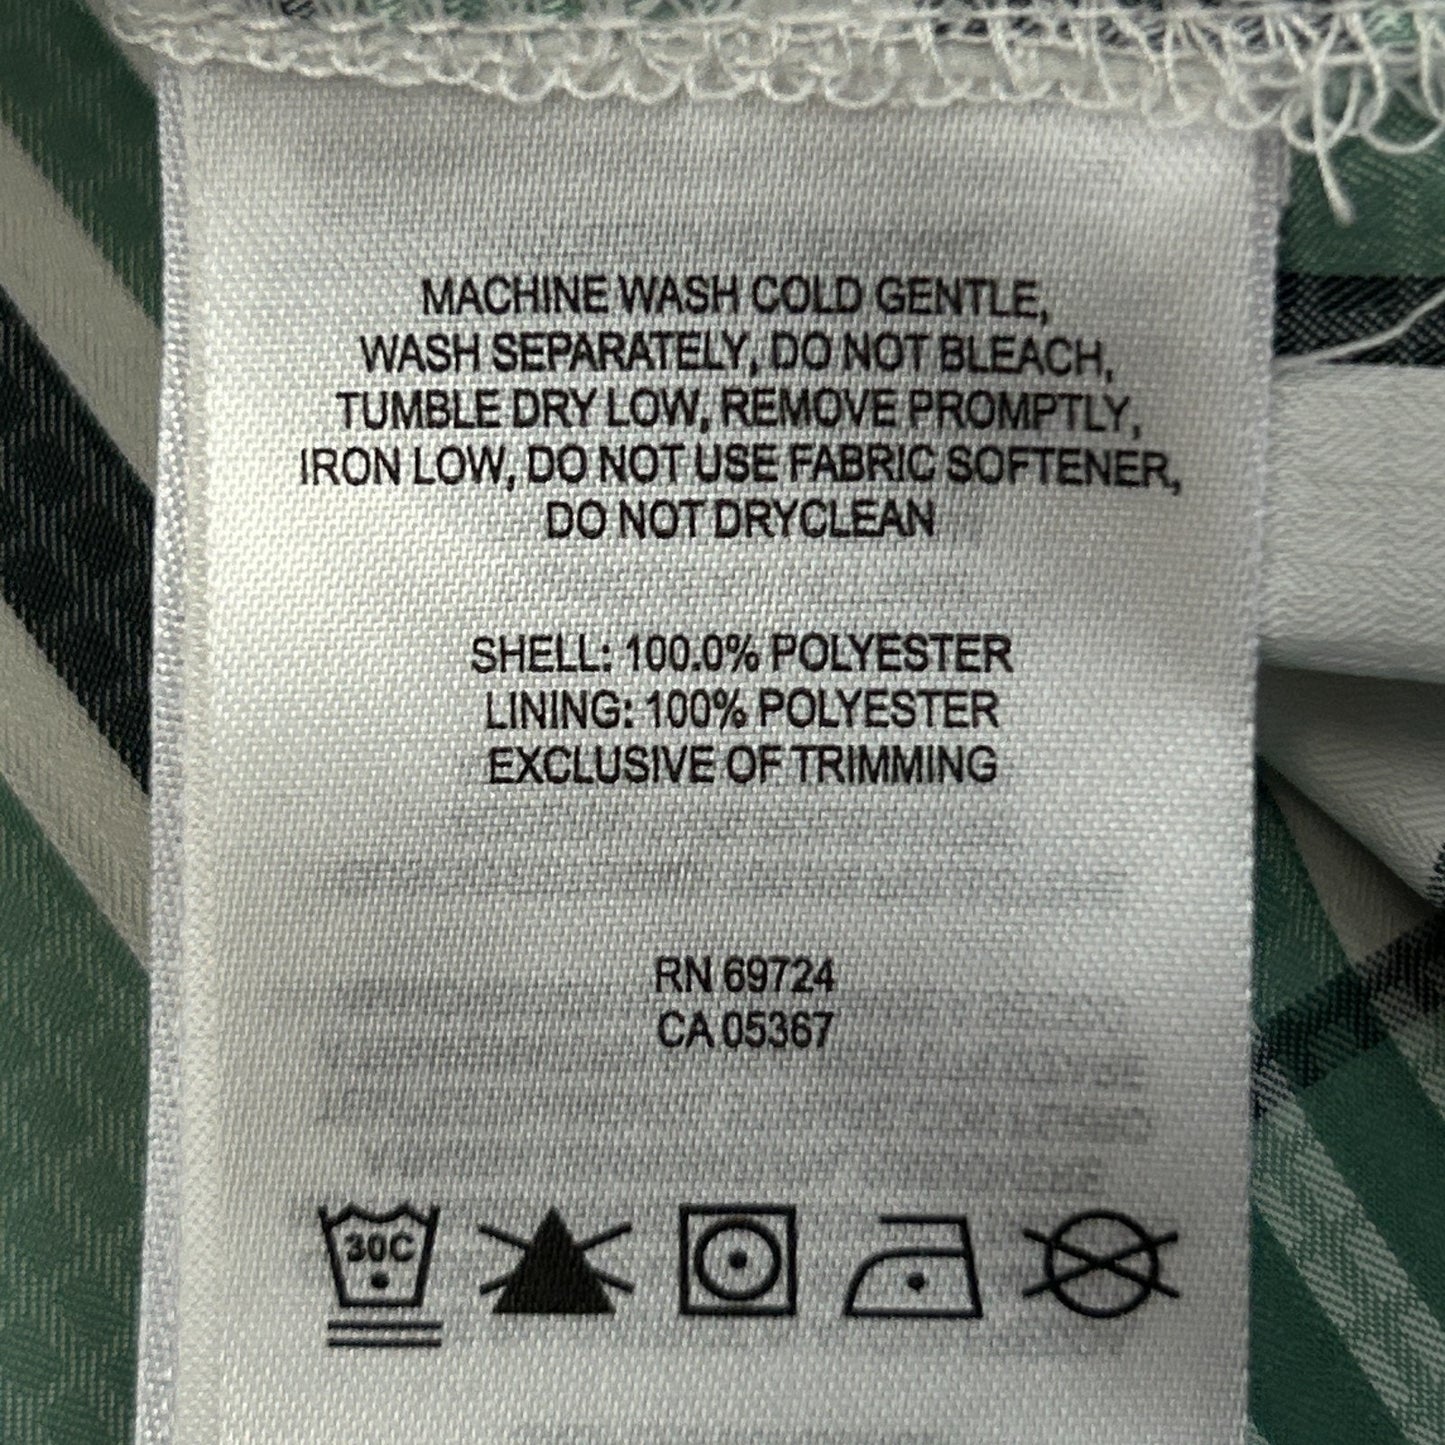 MACHINE WASH COLD GENTLE,
WASH SEPARATELY, DO NOT BLEACH,
TUMBLE DRY LOW, REMOVE PROMPTLY,
IRON LOW, DO NOT USE FABRIC SOFTENER,
DO NOT DRYCLEAN
SHELL: 100.0% POLYESTER
LINING: 100% POLYESTER
EXCLUSIVE OF TRIMMING
RN 69724
CA 05367
30C